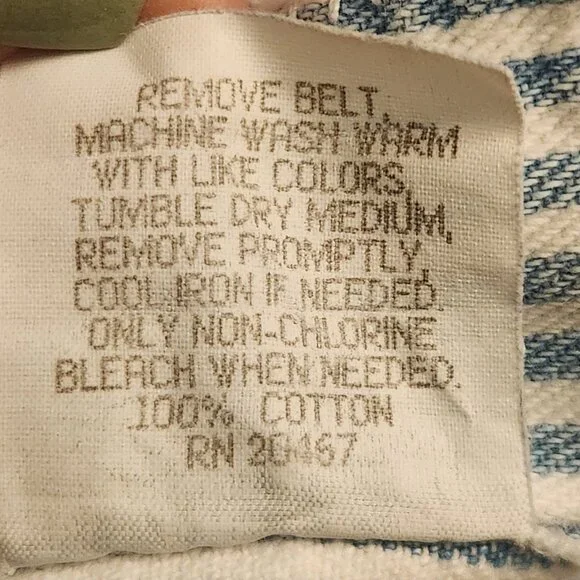 REMOVE BELT
MACHINE WASH WARM
WITH LIKE COLORS,
TUMBLE DRY MEDIUM,
REMOVE PROMPTLY,
COOL IRON IF NEEDED.
ONLY NON-CHLORINE
BLEACH WHEN NEEDED.
100% COTTON
RN 20467